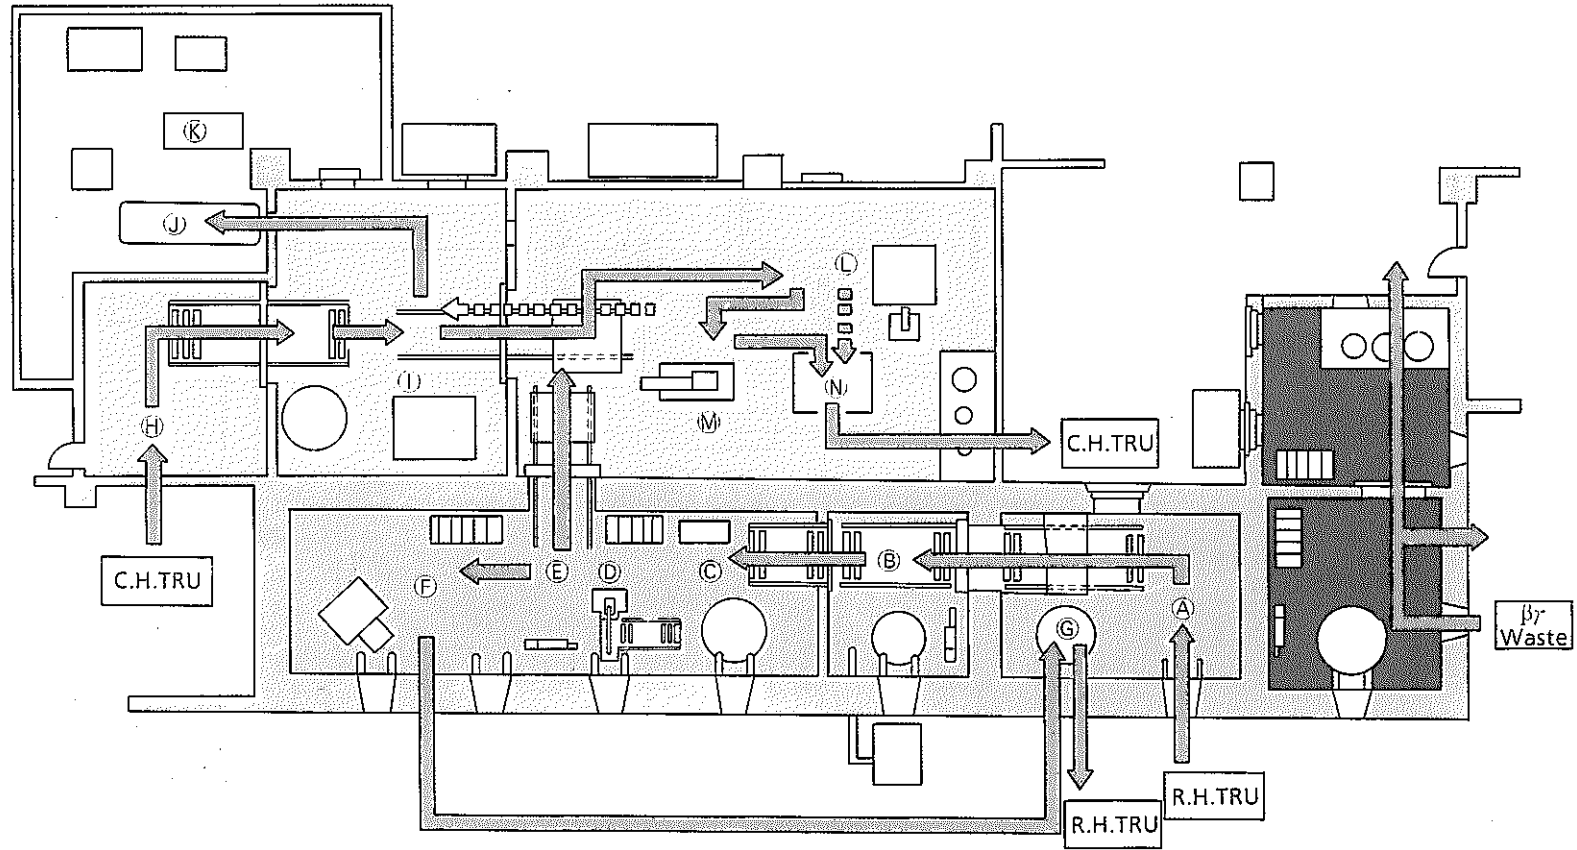 Ⓚ
Ⓙ
Ⓛ
Ⓘ
Ⓝ
Ⓗ
Ⓜ
C.H.TRU
C.H.TRU
Ⓕ
Ⓔ
Ⓓ
Ⓒ
Ⓑ
Ⓐ
Ⓖ
βγ
Waste
R.H.TRU
R.H.TRU